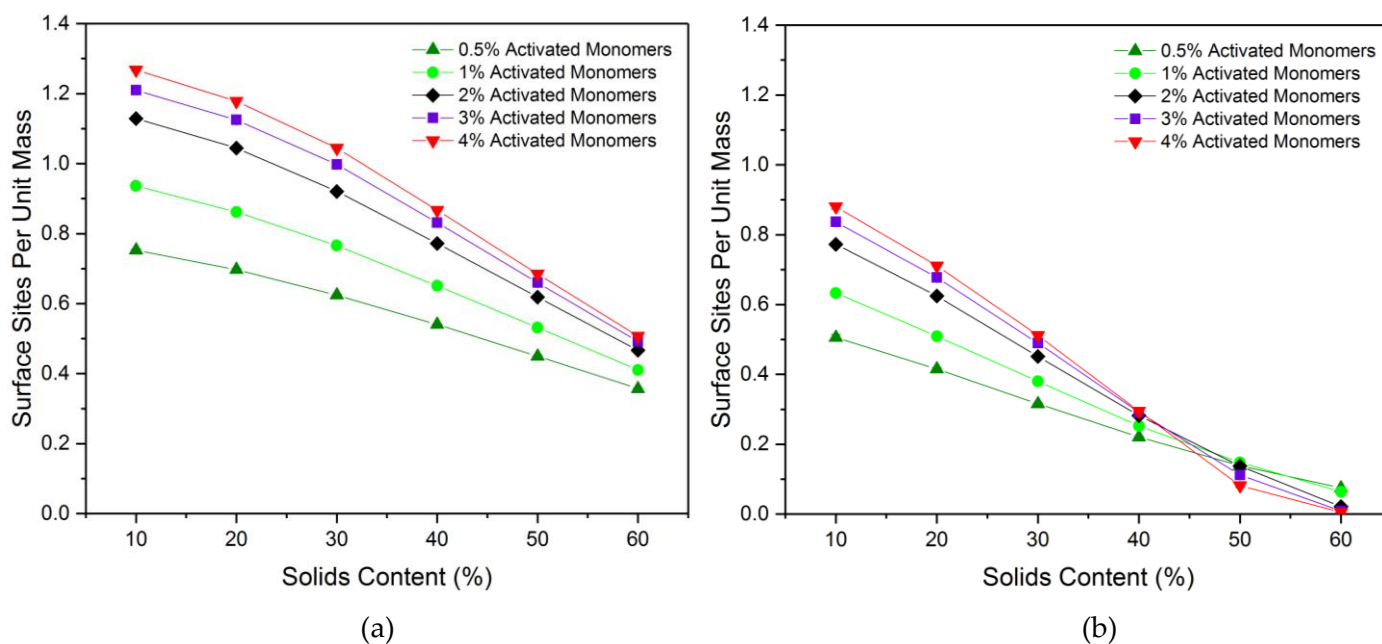 1.4
1.2
1.0
0.8
0.6
0.4
0.2
0.0
Surface Sites Per Unit Mass
0.5% Activated Monomers
1% Activated Monomers
2% Activated Monomers
3% Activated Monomers
4% Activated Monomers
10 20 30 40 50 60
Solids Content (%)
(a)
1.4
1.2
1.0
0.8
0.6
0.4
0.2
0.0
Surface Sites Per Unit Mass
0.5% Activated Monomers
1% Activated Monomers
2% Activated Monomers
3% Activated Monomers
4% Activated Monomers
10 20 30 40 50 60
Solids Content (%)
(b)